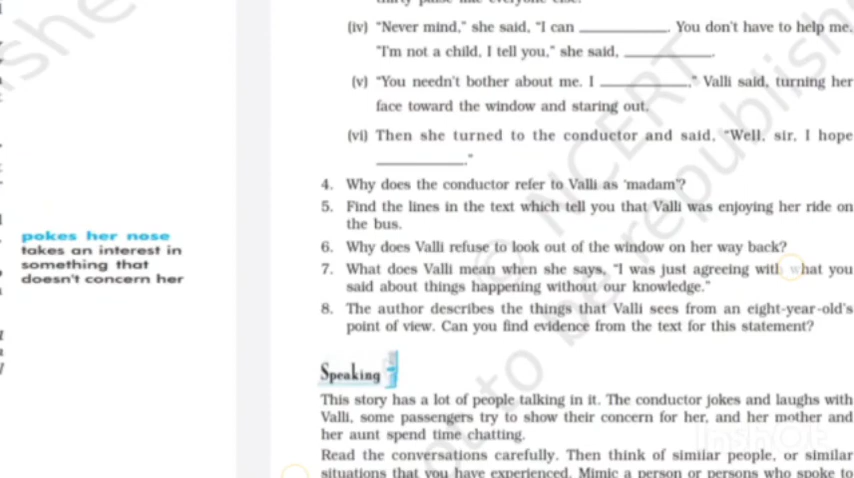 (iv) “Never mind,” she said, “I can ____________. You don't have to help me.
“I'm not a child, I tell you,” she said, ____________.
(v) “You needn't bother about me. I ____________,” Valli said, turning her
face toward the window and staring out.
(vi) Then she turned to the conductor and said, “Well, sir, I hope
____________.”
4. Why does the conductor refer to Valli as ‘madam’?
5. Find the lines in the text which tell you that Valli was enjoying her ride on
the bus.
6. Why does Valli refuse to look out of the window on her way back?
7. What does Valli mean when she says, “I was just agreeing with what you
said about things happening without our knowledge.”
8. The author describes the things that Valli sees from an eight-year-old's
point of view. Can you find evidence from the text for this statement?
pokes her nose
takes an interest in
something that
doesn't concern her
Speaking
This story has a lot of people talking in it. The conductor jokes and laughs with
Valli, some passengers try to show their concern for her, and her mother and
her aunt spend time chatting.
Read the conversations carefully. Then think of similar people, or similar
situations that you have experienced. Mimic a person or persons who spoke to
© NCERT
not to be republished
InShOt